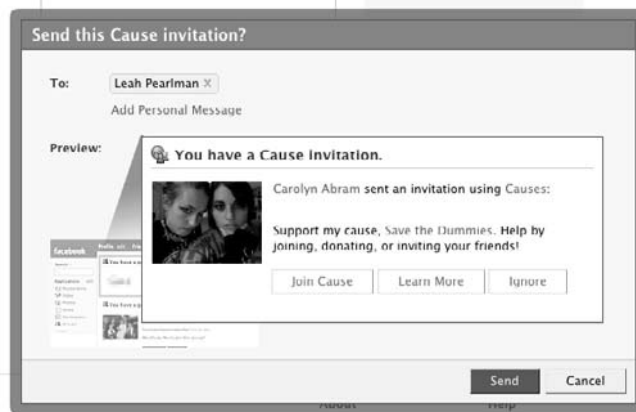 Send this Cause invitation?
To: Leah Pearlman X
Add Personal Message
Preview:
You have a Cause invitation.
Carolyn Abram sent an invitation using Causes:
Support my cause, Save the Dummies. Help by
joining, donating, or inviting your friends!
Join Cause Learn More Ignore
facebook Profile edit
Send Cancel
About Help